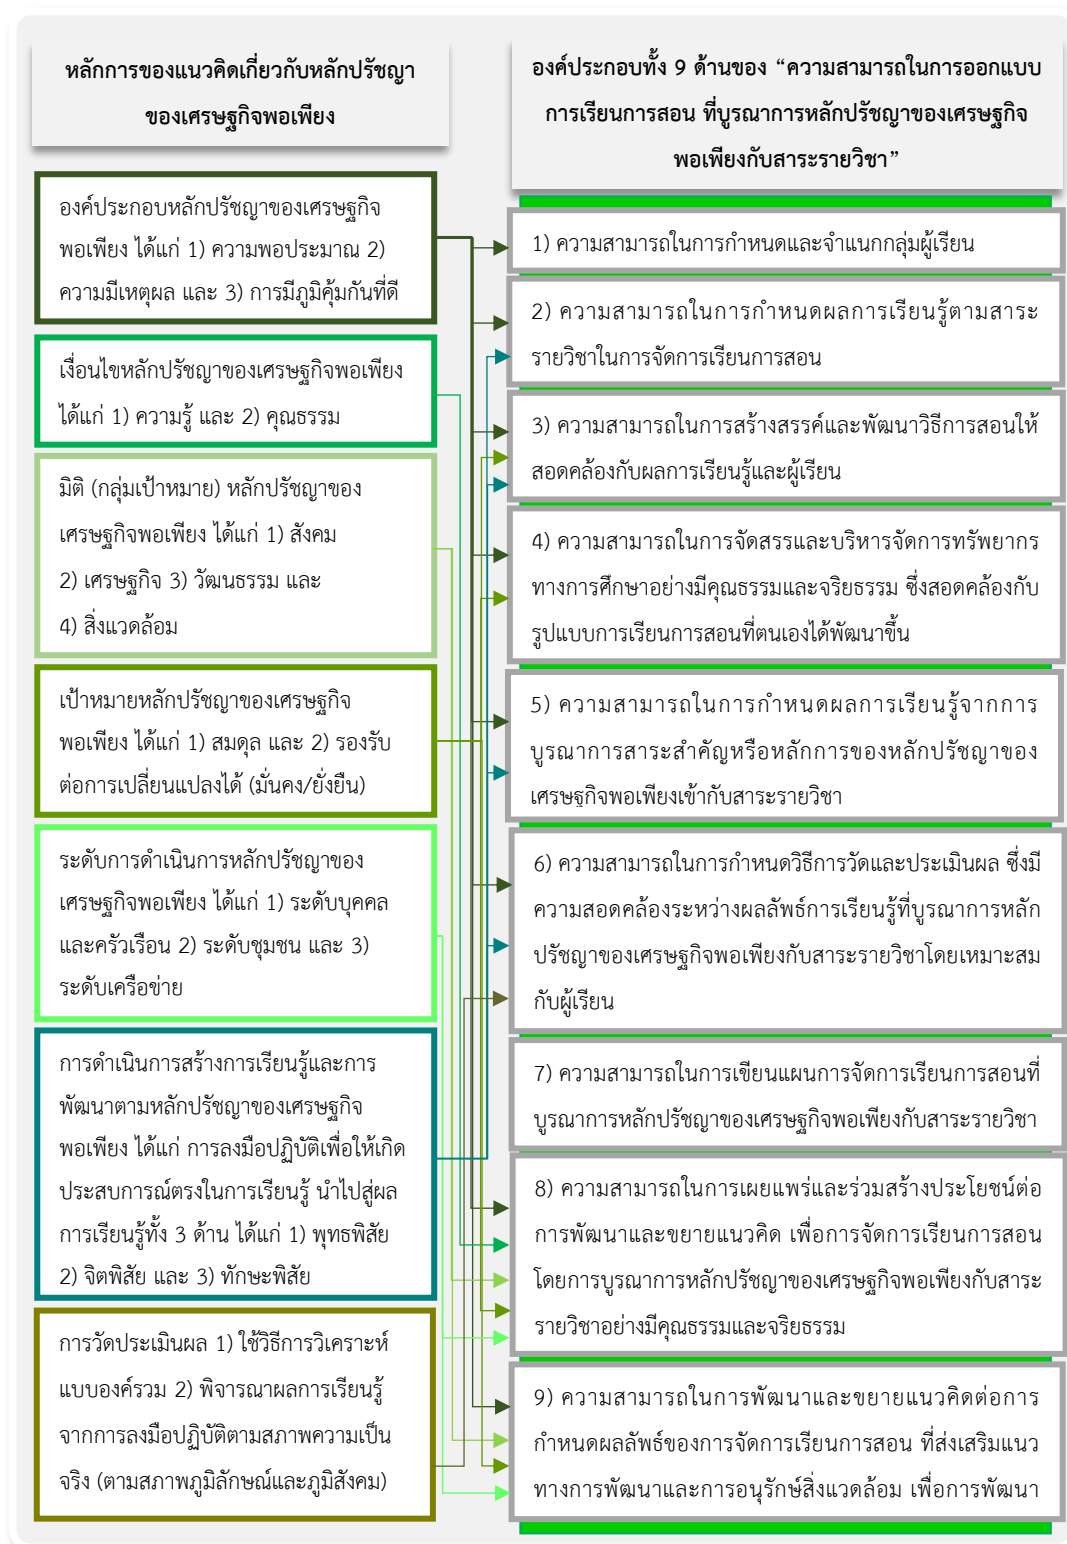 หลักการของแนวคิดเกี่ยวกับหลักปรัชญา
ของเศรษฐกิจพอเพียง
องค์ประกอบหลักปรัชญาของเศรษฐกิจ
พอเพียง ได้แก่ 1) ความพอประมาณ 2)
ความมีเหตุผล และ 3) การมีภูมิคุ้มกันที่ดี
เงื่อนไขหลักปรัชญาของเศรษฐกิจพอเพียง
ได้แก่ 1) ความรู้ และ 2) คุณธรรม
มิติ (กลุ่มเป้าหมาย) หลักปรัชญาของ
เศรษฐกิจพอเพียง ได้แก่ 1) สังคม
2) เศรษฐกิจ 3) วัฒนธรรม และ
4) สิ่งแวดล้อม
เป้าหมายหลักปรัชญาของเศรษฐกิจ
พอเพียง ได้แก่ 1) สมดุล และ 2) รองรับ
ต่อการเปลี่ยนแปลงได้ (มั่นคง/ยั่งยืน)
ระดับการดำเนินการหลักปรัชญาของ
เศรษฐกิจพอเพียง ได้แก่ 1) ระดับบุคคล
และครัวเรือน 2) ระดับชุมชน และ 3)
ระดับเครือข่าย
การดำเนินการสร้างการเรียนรู้และการ
พัฒนาตามหลักปรัชญาของเศรษฐกิจ
พอเพียง ได้แก่ การลงมือปฏิบัติเพื่อให้เกิด
ประสบการณ์ตรงในการเรียนรู้ นำไปสู่ผล
การเรียนรู้ทั้ง 3 ด้าน ได้แก่ 1) พุทธพิสัย
2) จิตพิสัย และ 3) ทักษะพิสัย
การวัดประเมินผล 1) ใช้วิธีการวิเคราะห์
แบบองค์รวม 2) พิจารณาผลการเรียนรู้
จากการลงมือปฏิบัติตามสภาพความเป็น
จริง (ตามสภาพภูมิลักษณ์และภูมิสังคม)
องค์ประกอบทั้ง 9 ด้านของ “ความสามารถในการออกแบบ
การเรียนการสอน ที่บูรณาการหลักปรัชญาของเศรษฐกิจ
พอเพียงกับสาระรายวิชา”
1) ความสามารถในการกำหนดและจำแนกกลุ่มผู้เรียน
2) ความสามารถในการกำหนดผลการเรียนรู้ตามสาระ
รายวิชาในการจัดการเรียนการสอน
3) ความสามารถในการสร้างสรรค์และพัฒนาวิธีการสอนให้
สอดคล้องกับผลการเรียนรู้และผู้เรียน
4) ความสามารถในการจัดสรรและบริหารจัดการทรัพยากร
ทางการศึกษาอย่างมีคุณธรรมและจริยธรรม ซึ่งสอดคล้องกับ
รูปแบบการเรียนการสอนที่ตนเองได้พัฒนาขึ้น
5) ความสามารถในการกำหนดผลการเรียนรู้จากการ
บูรณาการสาระสำคัญหรือหลักการของหลักปรัชญาของ
เศรษฐกิจพอเพียงเข้ากับสาระรายวิชา
6) ความสามารถในการกำหนดวิธีการวัดและประเมินผล ซึ่งมี
ความสอดคล้องระหว่างผลลัพธ์การเรียนรู้ที่บูรณาการหลัก
ปรัชญาของเศรษฐกิจพอเพียงกับสาระรายวิชาโดยเหมาะสม
กับผู้เรียน
7) ความสามารถในการเขียนแผนการจัดการเรียนการสอนที่
บูรณาการหลักปรัชญาของเศรษฐกิจพอเพียงกับสาระรายวิชา
8) ความสามารถในการเผยแพร่และร่วมสร้างประโยชน์ต่อ
การพัฒนาและขยายแนวคิด เพื่อการจัดการเรียนการสอน
โดยการบูรณาการหลักปรัชญาของเศรษฐกิจพอเพียงกับสาระ
รายวิชาอย่างมีคุณธรรมและจริยธรรม
9) ความสามารถในการพัฒนาและขยายแนวคิดต่อการ
กำหนดผลลัพธ์ของการจัดการเรียนการสอน ที่ส่งเสริมแนว
ทางการพัฒนาและการอนุรักษ์สิ่งแวดล้อม เพื่อการพัฒนา